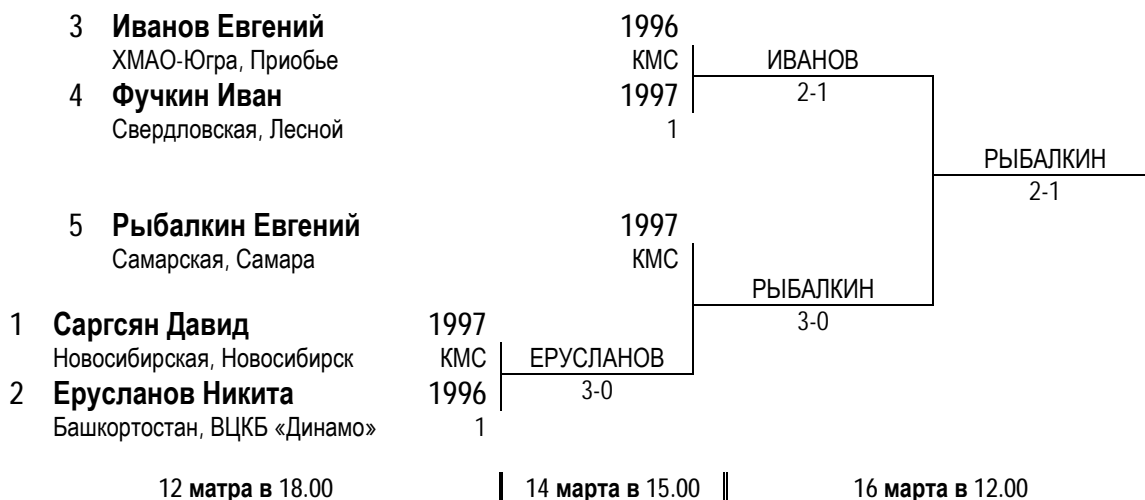 3 Иванов Евгений 1996
ХМАО-Югра, Приобье КМС ИВАНОВ
4 Фучкин Иван 1997 2-1
Свердловская, Лесной 1
РЫБАЛКИН
2-1
5 Рыбалкин Евгений 1997
Самарская, Самара КМС
РЫБАЛКИН
3-0
1 Саргсян Давид 1997
Новосибирская, Новосибирск КМС ЕРУСЛАНОВ
2 Ерусланов Никита 1996 3-0
Башкортостан, ВЦКБ «Динамо» 1
12 матра в 18.00 14 марта в 15.00 16 марта в 12.00